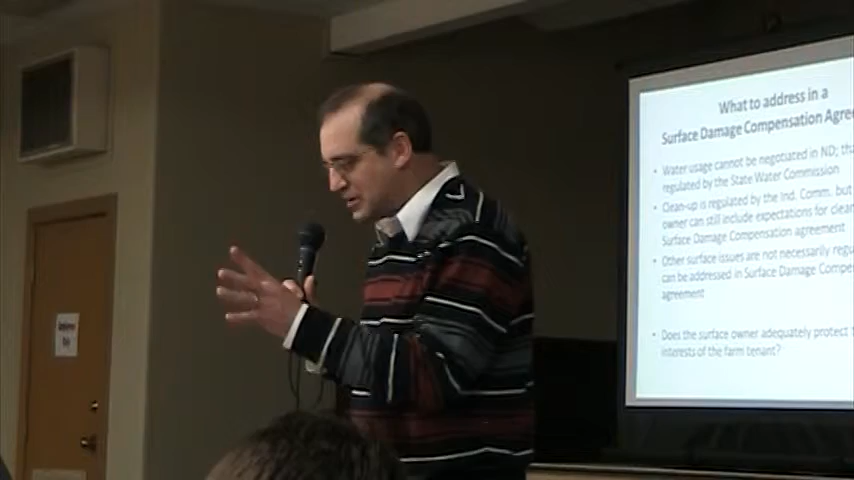 What to address in a
Surface Damage Compensation Agree
• Water usage cannot be negotiated in ND; tha
regulated by the State Water Commission
• Clean-up is regulated by the Ind. Comm. but
owner can still include expectations for clean
Surface Damage Compensation agreement
• Other surface issues are not necessarily regu
can be addressed in Surface Damage Compe
agreement
• Does the surface owner adequately protect t
interests of the farm tenant?